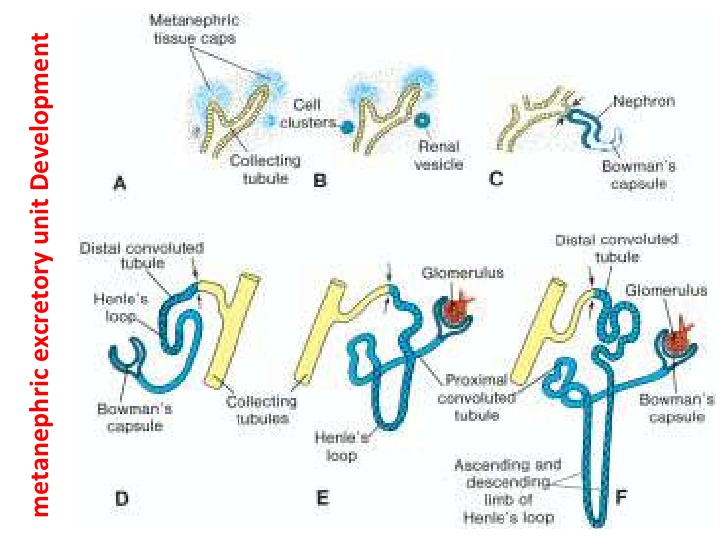 metanephric excretory unit Development
Metanephric
tissue caps
Cell
clusters
Collecting
tubule
Renal
vesicle
Nephron
Bowman's
capsule
A
B
C
Distal convoluted
tubule
Henle's
loop
Bowman's
capsule
Collecting
tubules
D
Glomerulus
Proximal
convoluted
tubule
Henle's
loop
E
Distal convoluted
tubule
Glomerulus
Bowman's
capsule
Ascending and
descending
limb of
Henle's loop
F